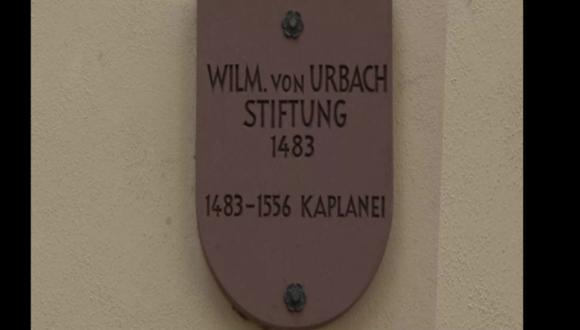 WILM. VON URBACH
STIFTUNG
1483
1483-1556 KAPLANEI